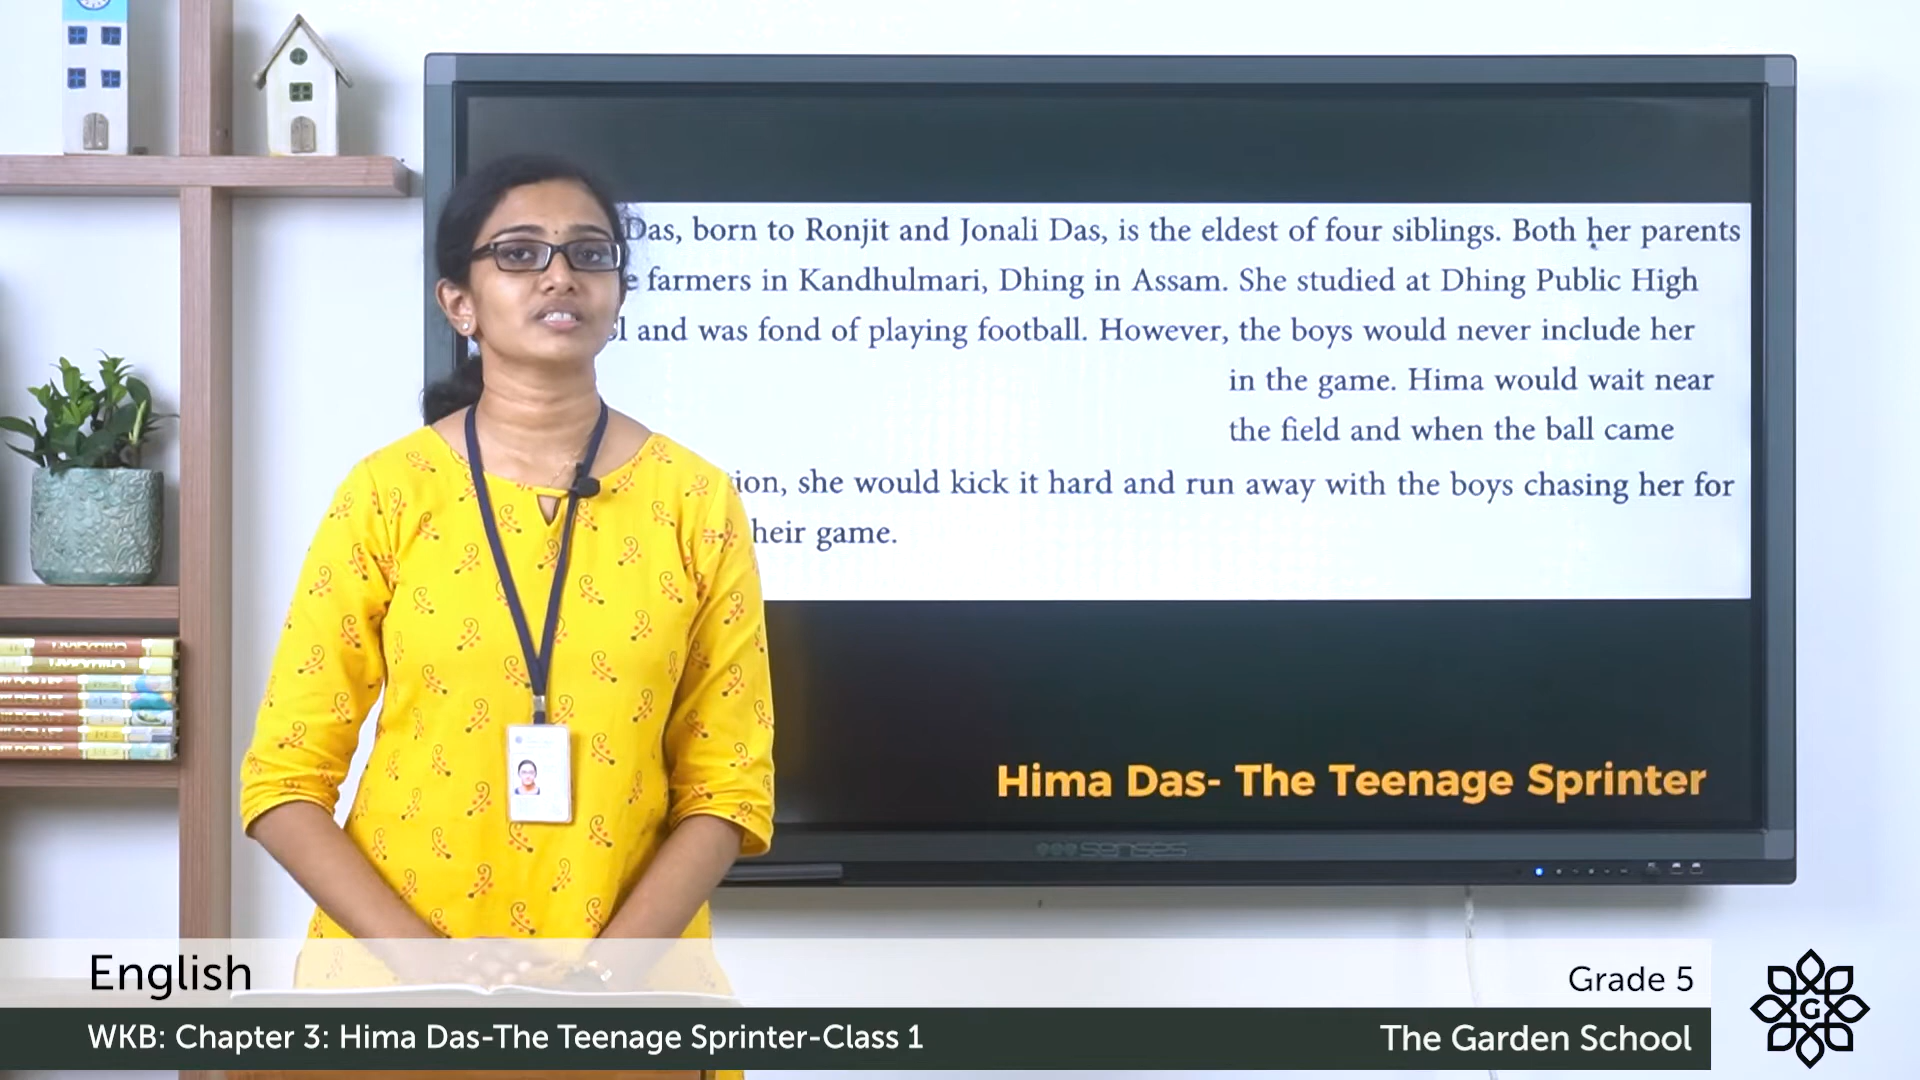 Das, born to Ronjit and Jonali Das, is the eldest of four siblings. Both her parents
farmers in Kandhulmari, Dhing in Assam. She studied at Dhing Public High
and was fond of playing football. However, the boys would never include her
in the game. Hima would wait near
the field and when the ball came
she would kick it hard and run away with the boys chasing her for
game.
Hima Das- The Teenage Sprinter
senses
English
Grade 5
WKB: Chapter 3: Hima Das-The Teenage Sprinter-Class 1
The Garden School
G